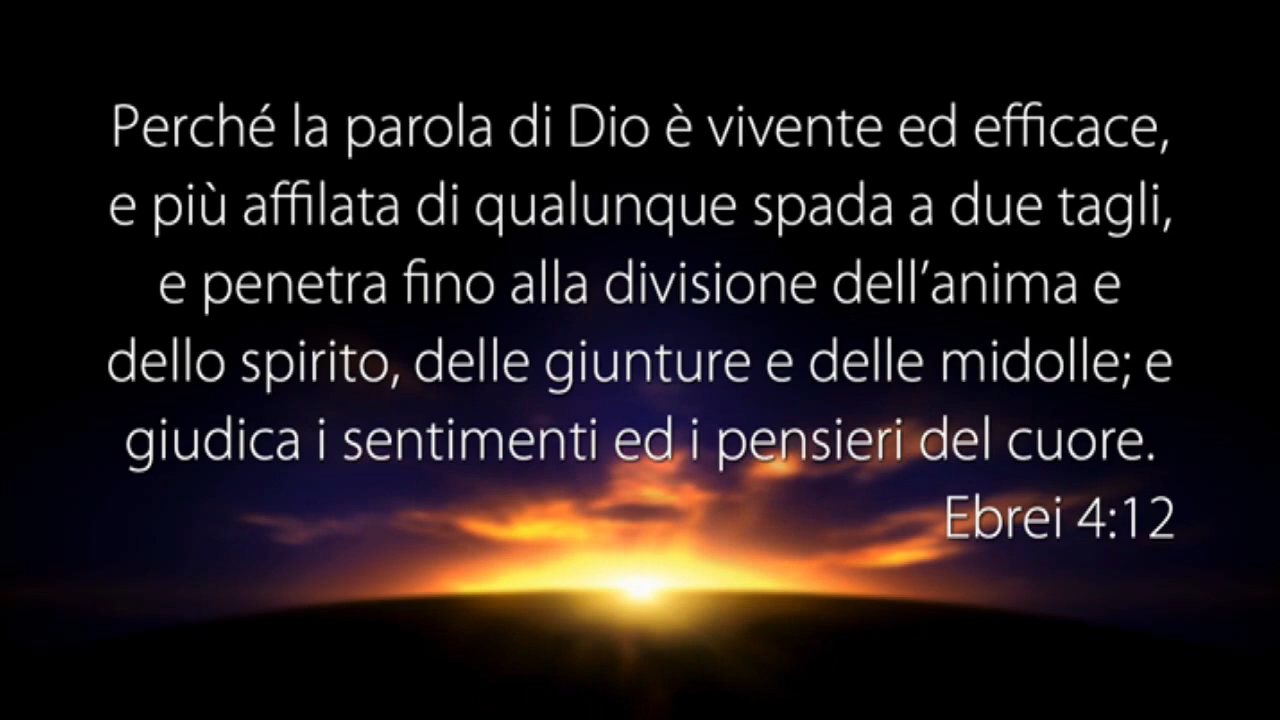 Perché la parola di Dio è vivente ed efficace,
e più affilata di qualunque spada a due tagli,
e penetra fino alla divisione dell’anima e
dello spirito, delle giunture e delle midolle; e
giudica i sentimenti ed i pensieri del cuore.
Ebrei 4:12